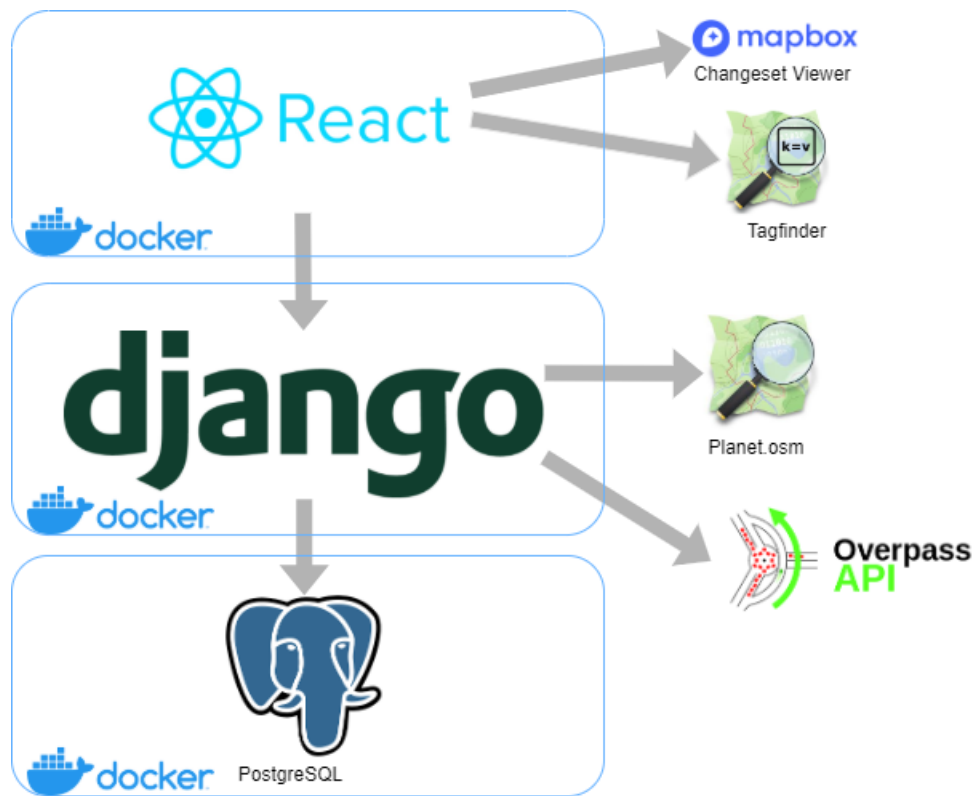 mapbox
Changeset Viewer
React
k=v
Tagfinder
docker
django
Planet.osm
docker
Overpass
API
PostgreSQL
docker